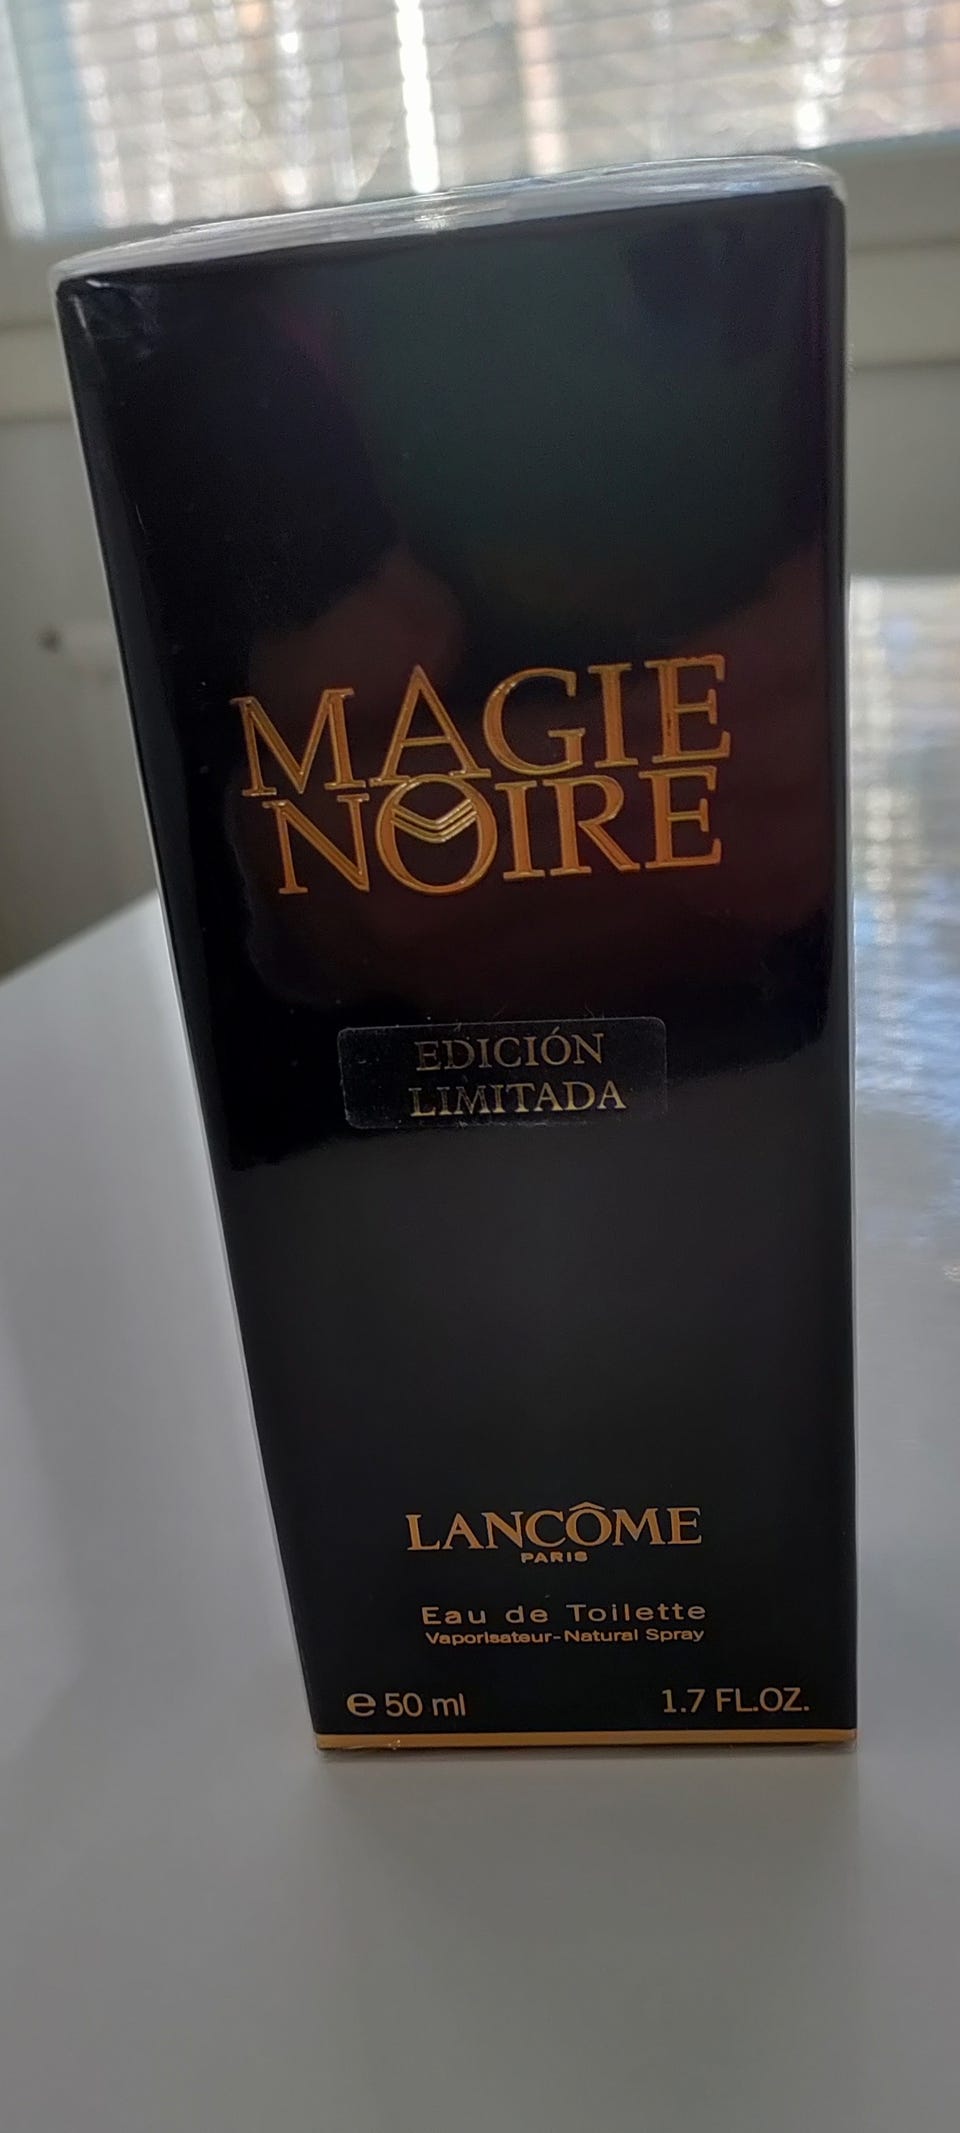 MAGIE
NOIRE
EDICIÓN
LIMITADA
LANCÔME
PARIS
Eau de Toilette
Vaporisateur-Natural Spray
℮ 50 ml 1.7 FL.OZ.